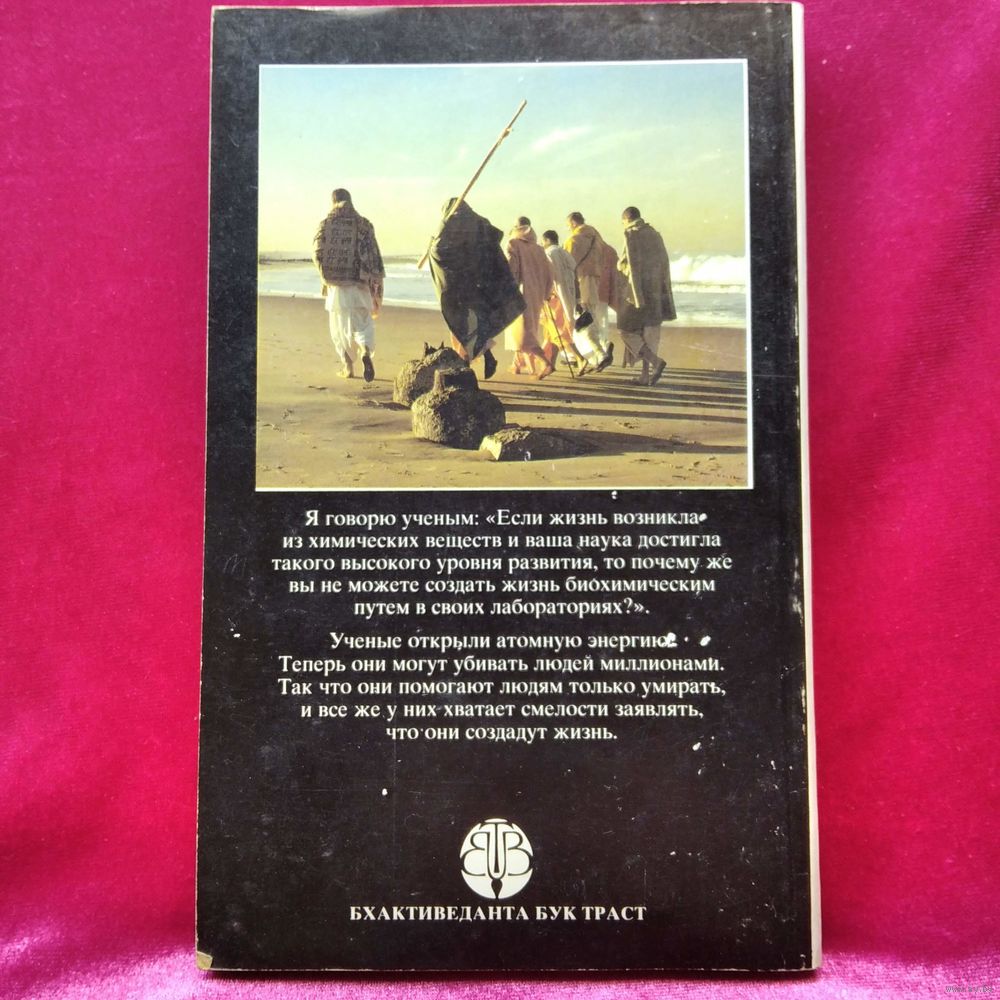 Я говорю ученым: «Если жизнь возникла
из химических веществ и ваша наука достигла
такого высокого уровня развития, то почему же
вы не можете создать жизнь биохимическим
путем в своих лабораториях?».
Ученые открыли атомную энергию.
Теперь они могут убивать людей миллионами.
Так что они помогают людям только умирать,
и все же у них хватает смелости заявлять,
что они создадут жизнь.
BTB
БХАКТИВЕДАНТА БУК ТРАСТ